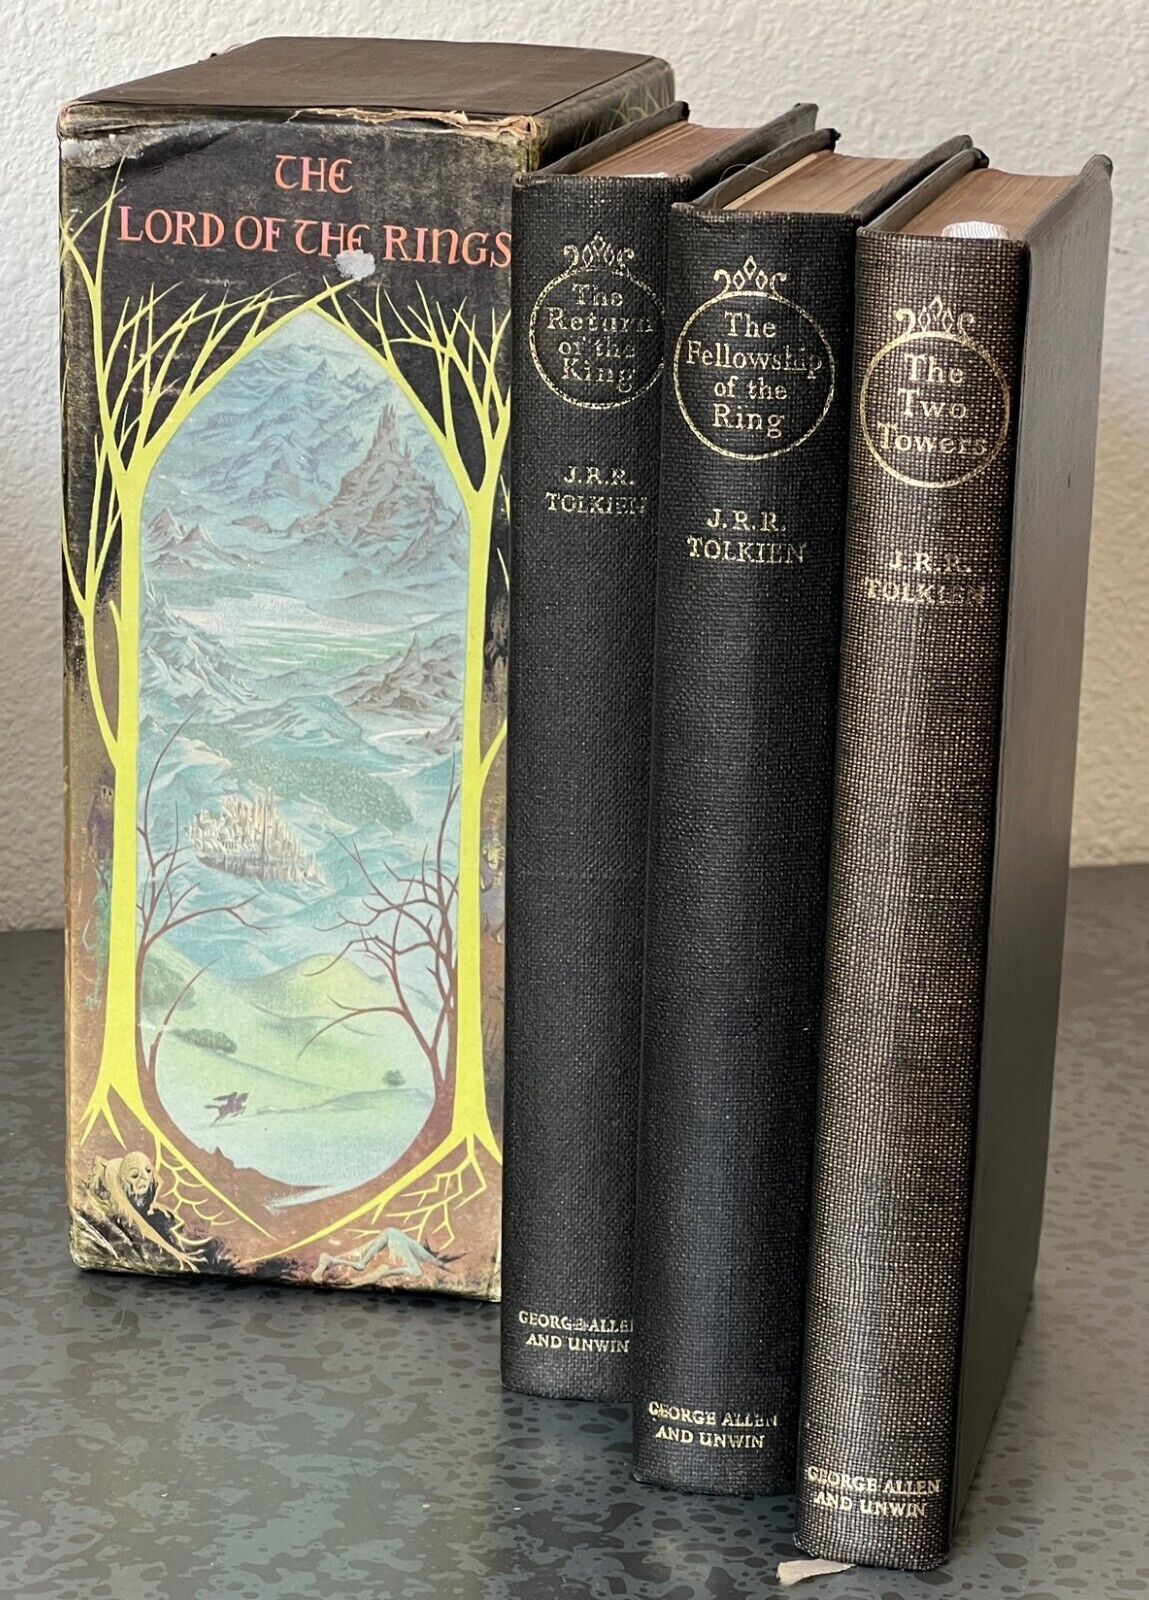 THE
LORD OF THE RINGS
The
Return
of the
King
J.R.R.
TOLKIEN
GEORGE ALLEN
AND UNWIN
The
Fellowship
of the
Ring
J.R.R.
TOLKIEN
GEORGE ALLEN
AND UNWIN
The
Two
Towers
J.R.R.
TOLKIEN
GEORGE ALLEN
AND UNWIN